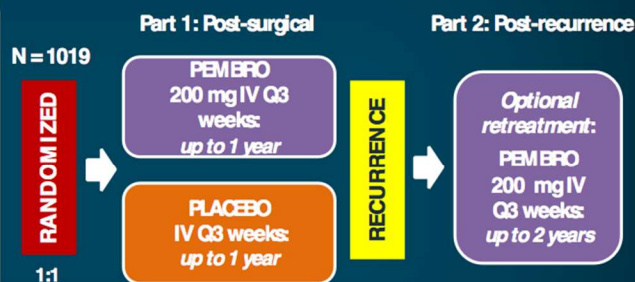 Part 1: Post-surgical
Part 2: Post-recurrence
N = 1019
RANDOMIZED
1:1
PEMBRO
200 mg IV Q3
weeks:
up to 1 year
PLACEBO
IV Q3 weeks:
up to 1 year
RECURRENCE
Optional
retreatment:
PEMBRO
200 mg IV
Q3 weeks:
up to 2 years